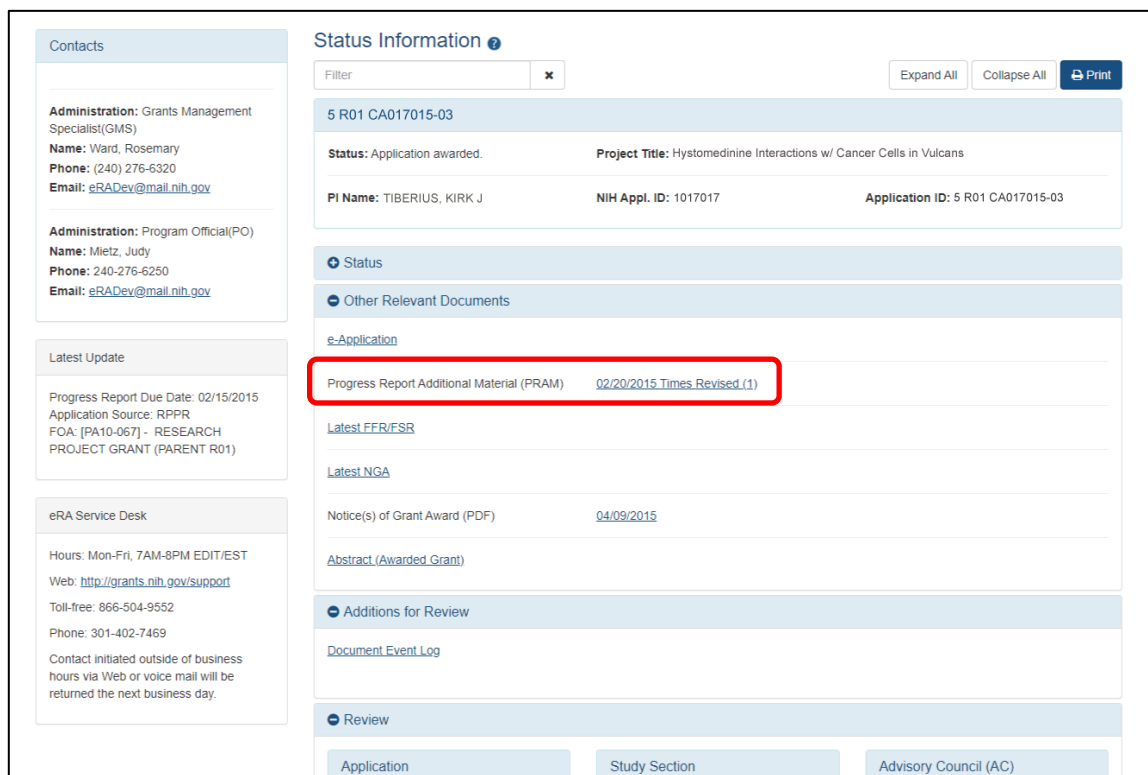 Contacts
Administration: Grants Management
Specialist(GMS)
Name: Ward, Rosemary
Phone: (240) 276-6320
Email: eRADev@mail.nih.gov
Administration: Program Official(PO)
Name: Mietz, Judy
Phone: 240-276-6250
Email: eRADev@mail.nih.gov
Latest Update
Progress Report Due Date: 02/15/2015
Application Source: RPPR
FOA: [PA10-067] - RESEARCH
PROJECT GRANT (PARENT R01)
eRA Service Desk
Hours: Mon-Fri, 7AM-8PM EDIT/EST
Web: http://grants.nih.gov/support
Toll-free: 866-504-9552
Phone: 301-402-7469
Contact initiated outside of business
hours via Web or voice mail will be
returned the next business day.
Status Information ?
Filter
Expand All Collapse All Print
5 R01 CA017015-03
Status: Application awarded. Project Title: Hystomedinine Interactions w/ Cancer Cells in Vulcans
PI Name: TIBERIUS, KIRK J NIH Appl. ID: 1017017 Application ID: 5 R01 CA017015-03
Status
Other Relevant Documents
e-Application
Progress Report Additional Material (PRAM) 02/20/2015 Times Revised (1)
Latest FFR/FSR
Latest NGA
Notice(s) of Grant Award (PDF) 04/09/2015
Abstract (Awarded Grant)
Additions for Review
Document Event Log
Review
Application Study Section Advisory Council (AC)